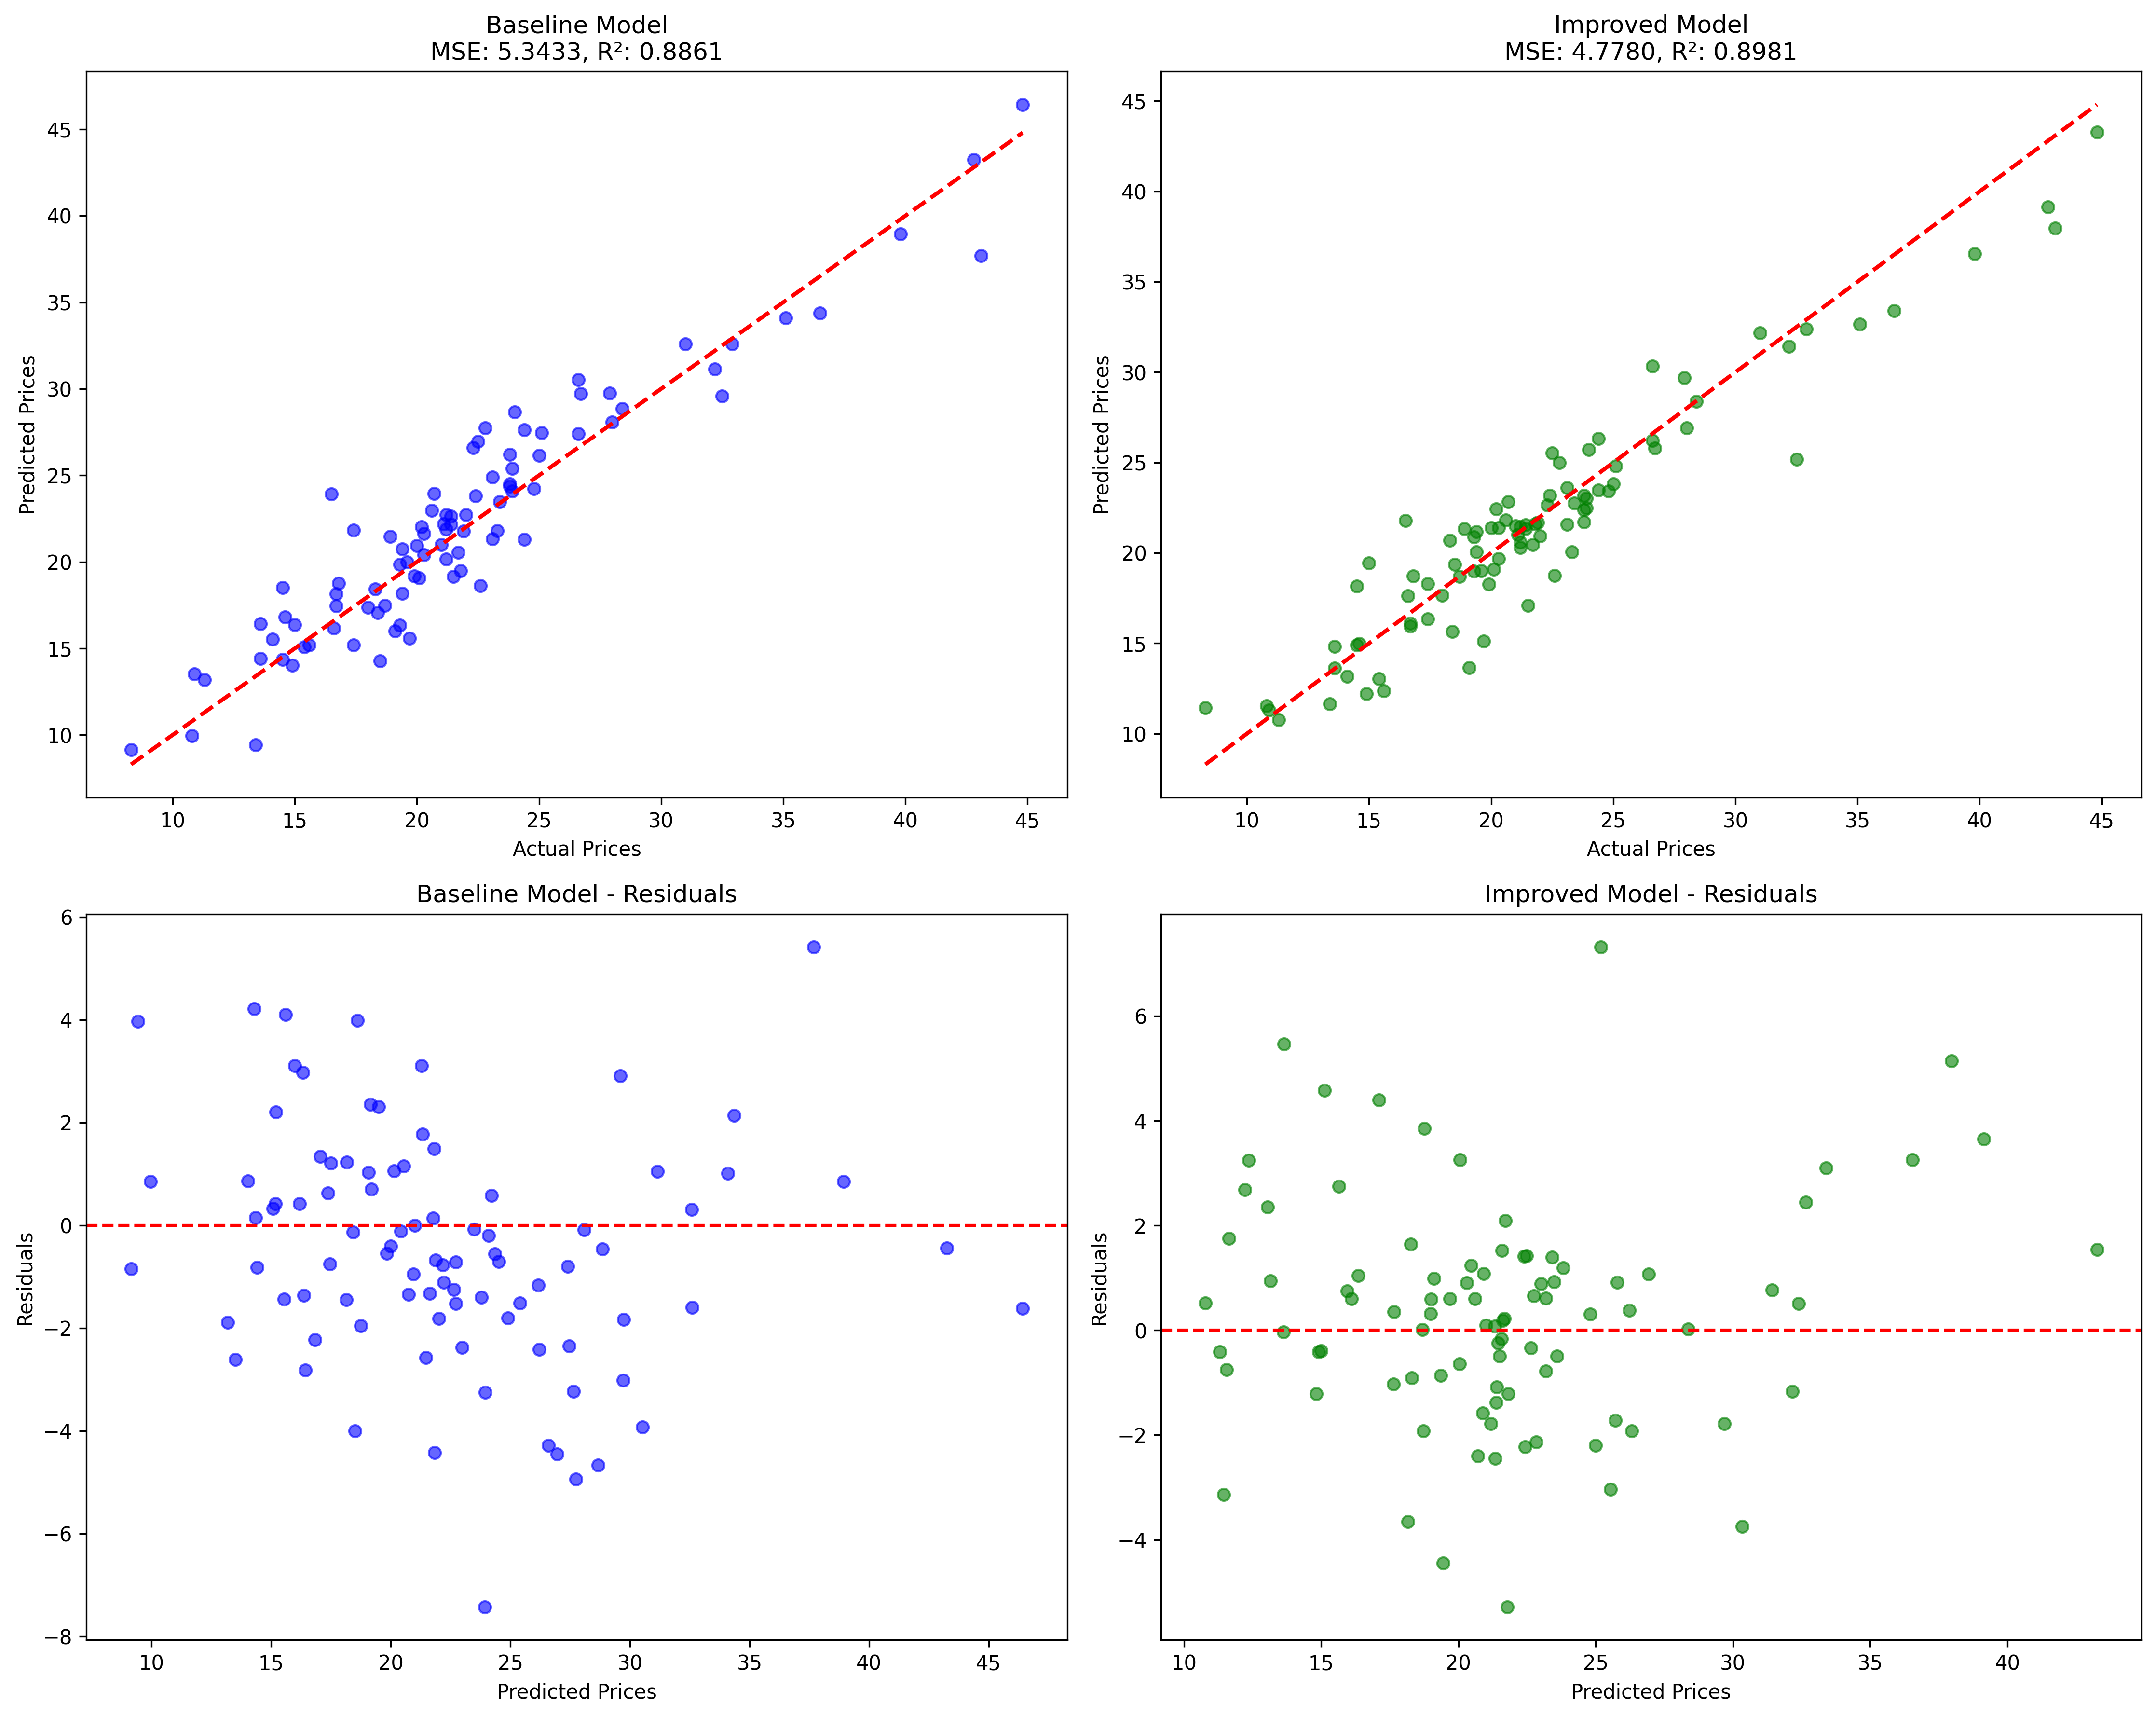 Baseline Model
MSE: 5.3433, R²: 0.8861
45
40
35
30
25
20
15
10
Predicted Prices
10 15 20 25 30 35 40 45
Actual Prices
Improved Model
MSE: 4.7780, R²: 0.8981
45
40
35
30
25
20
15
10
Predicted Prices
10 15 20 25 30 35 40 45
Actual Prices
Baseline Model - Residuals
6
4
2
0
−2
−4
−6
−8
Residuals
10 15 20 25 30 35 40 45
Predicted Prices
Improved Model - Residuals
6
4
2
0
−2
−4
Residuals
10 15 20 25 30 35 40
Predicted Prices